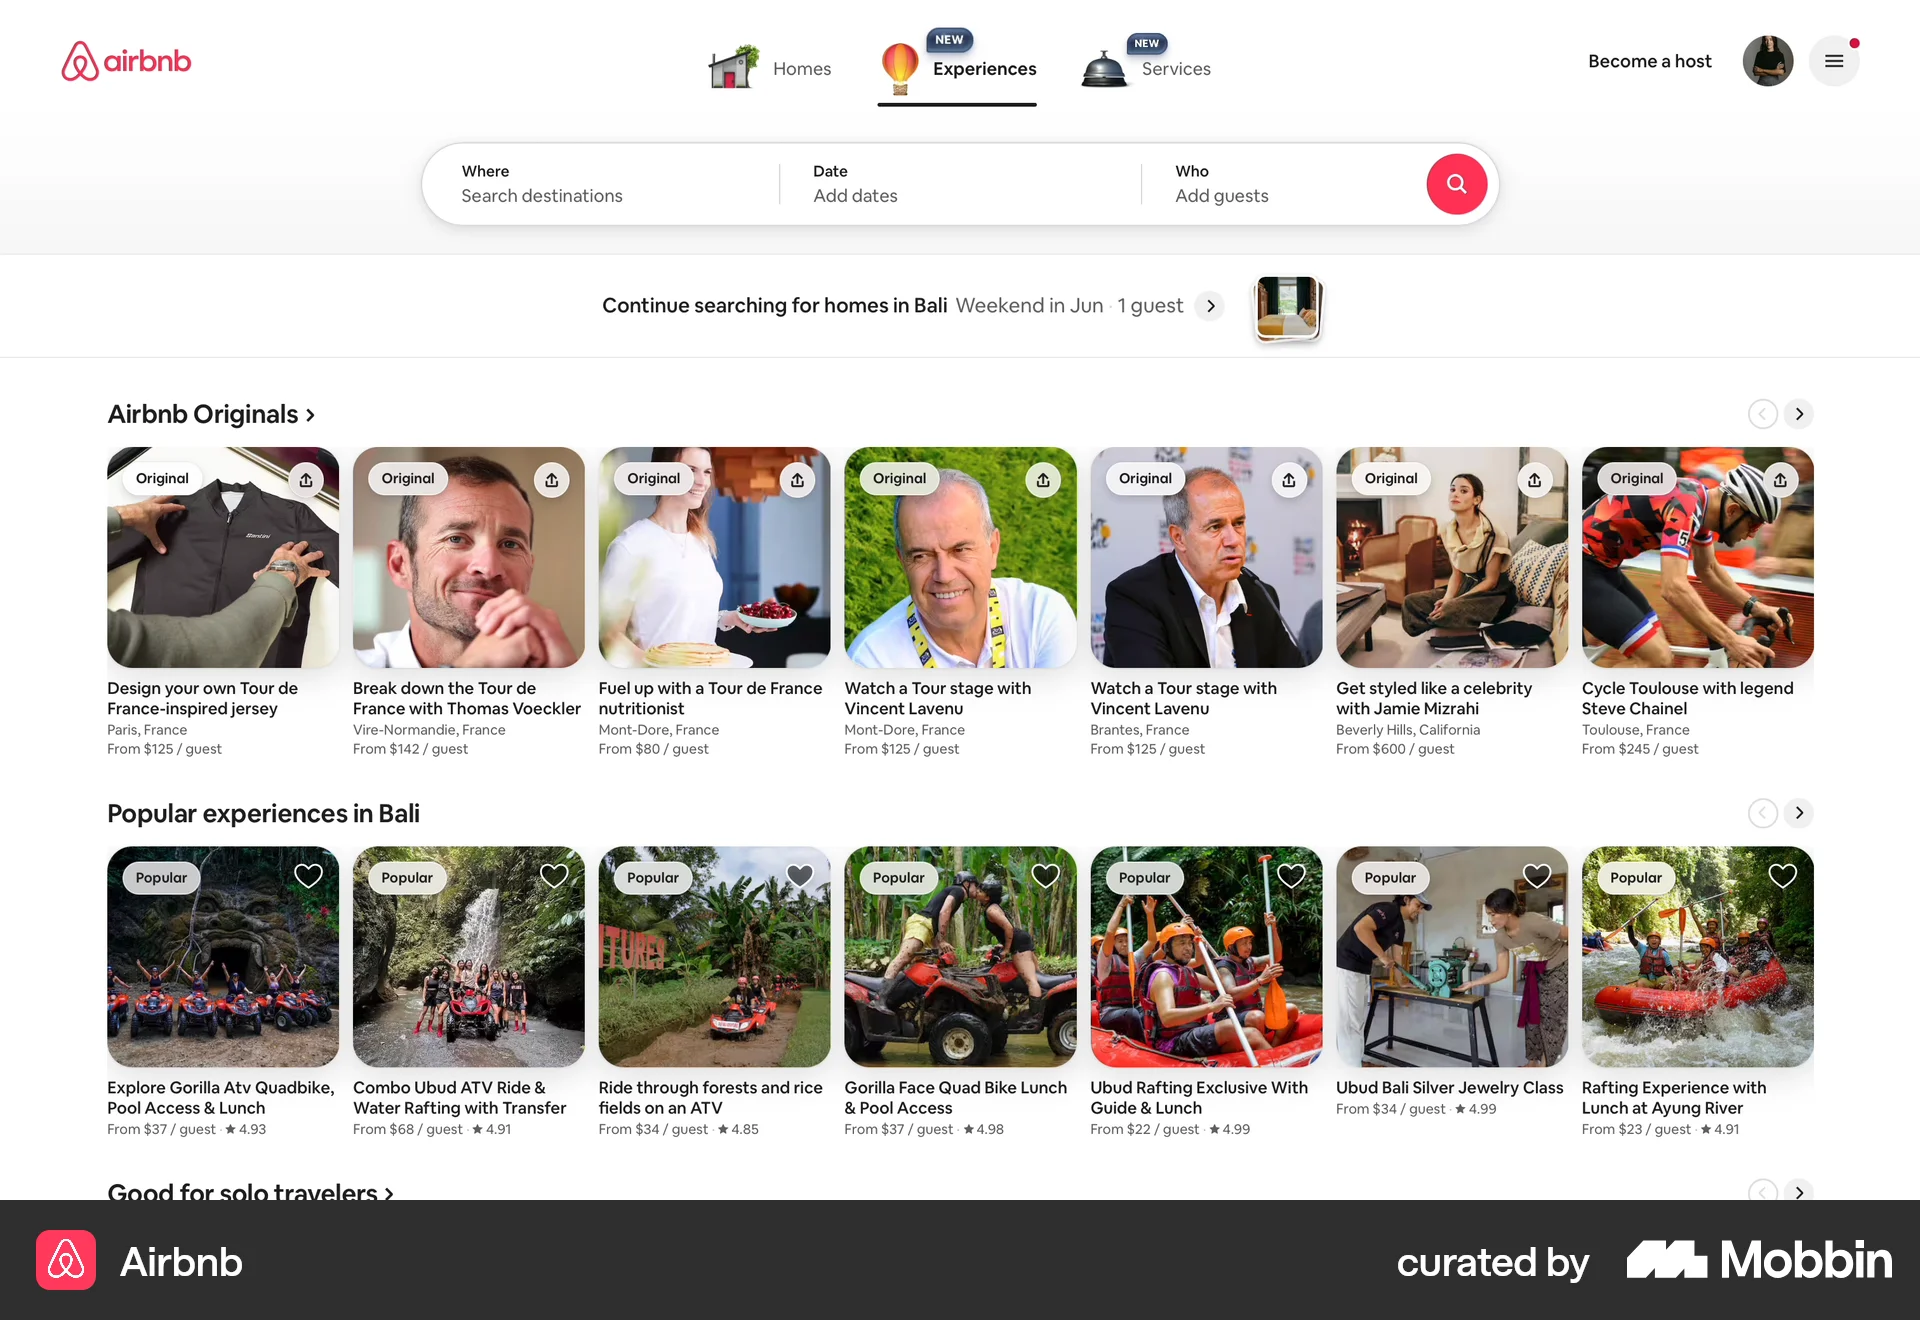 airbnb
Homes
NEW
Experiences
NEW
Services
Become a host
Where
Search destinations
Date
Add dates
Who
Add guests
Continue searching for homes in Bali Weekend in Jun · 1 guest
Airbnb Originals
Original
Original
Original
Original
Original
Original
Original
Santini
5
Design your own Tour de
France-inspired jersey
Paris, France
From $125 / guest
Break down the Tour de
France with Thomas Voeckler
Vire-Normandie, France
From $142 / guest
Fuel up with a Tour de France
nutritionist
Mont-Dore, France
From $80 / guest
Watch a Tour stage with
Vincent Lavenu
Mont-Dore, France
From $125 / guest
Watch a Tour stage with
Vincent Lavenu
Brantes, France
From $125 / guest
Get styled like a celebrity
with Jamie Mizrahi
Beverly Hills, California
From $600 / guest
Cycle Toulouse with legend
Steve Chainel
Toulouse, France
From $245 / guest
Popular experiences in Bali
Popular
Popular
Popular
Popular
Popular
Popular
Popular
Explore Gorilla Atv Quadbike,
Pool Access & Lunch
From $37 / guest · ★ 4.93
Combo Ubud ATV Ride &
Water Rafting with Transfer
From $68 / guest · ★ 4.91
Ride through forests and rice
fields on an ATV
From $34 / guest · ★ 4.85
Gorilla Face Quad Bike Lunch
& Pool Access
From $37 / guest · ★ 4.98
Ubud Rafting Exclusive With
Guide & Lunch
From $22 / guest · ★ 4.99
Ubud Bali Silver Jewelry Class
From $34 / guest · ★ 4.99
Rafting Experience with
Lunch at Ayung River
From $23 / guest · ★ 4.91
Good for solo travelers
Airbnb
curated by
Mobbin